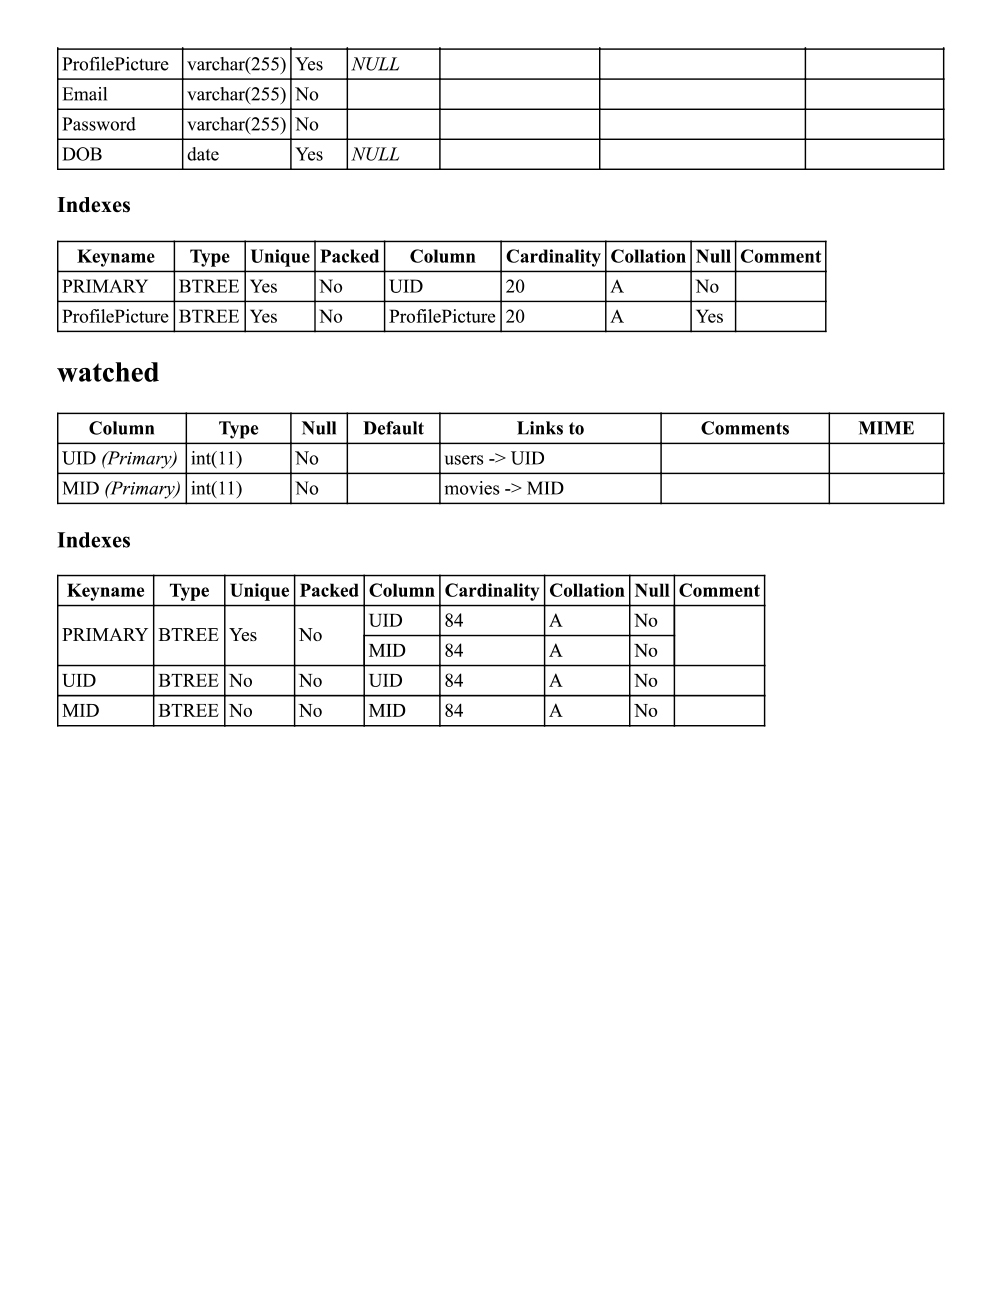 ProfilePicture varchar(255) Yes NULL
Email varchar(255) No
Password varchar(255) No
DOB date Yes NULL
Indexes
Keyname Type Unique Packed Column Cardinality Collation Null Comment
PRIMARY BTREE Yes No UID 20 A No
ProfilePicture BTREE Yes No ProfilePicture 20 A Yes
watched
Column Type Null Default Links to Comments MIME
UID (Primary) int(11) No users -> UID
MID (Primary) int(11) No movies -> MID
Indexes
Keyname Type Unique Packed Column Cardinality Collation Null Comment
PRIMARY BTREE Yes No UID 84 A No
MID 84 A No
UID BTREE No No UID 84 A No
MID BTREE No No MID 84 A No